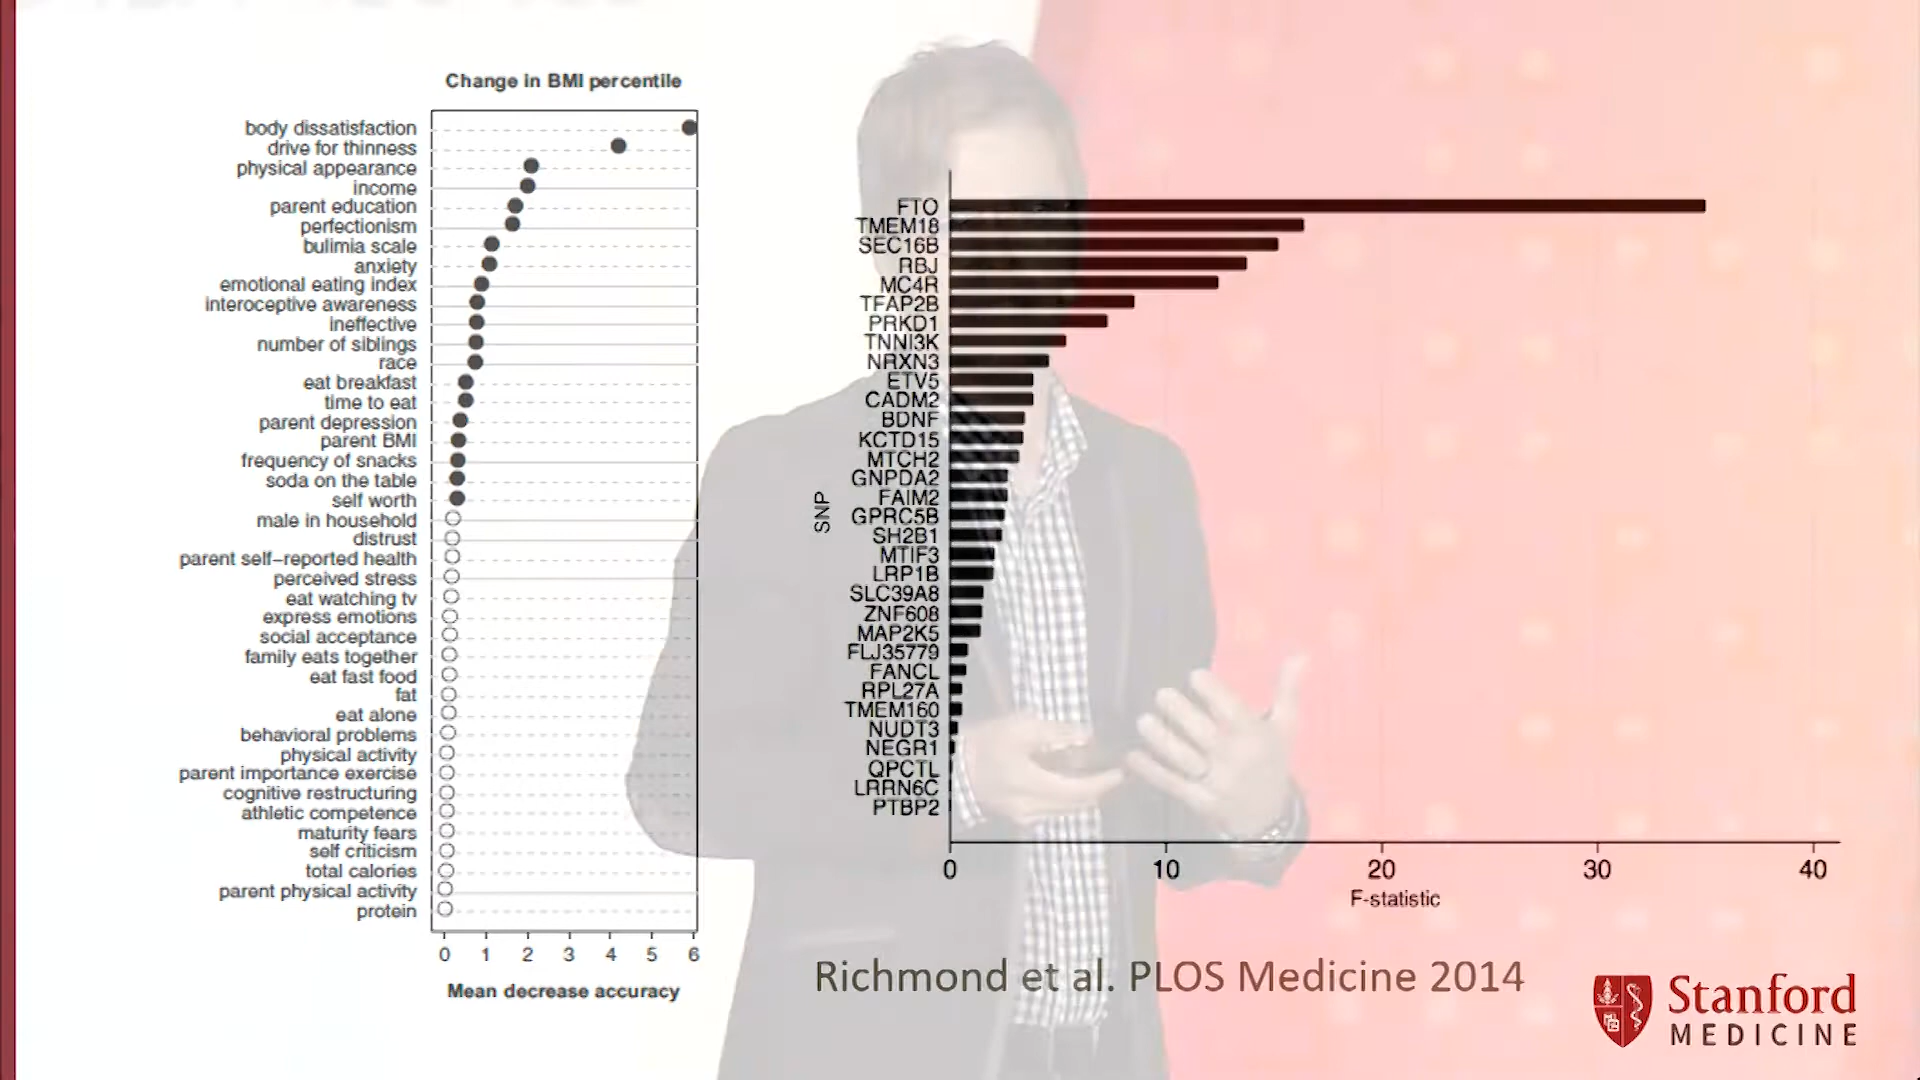 Change in BMI percentile
body dissatisfaction
drive for thinness
physical appearance
income
parent education
perfectionism
bulimia scale
anxiety
emotional eating index
interoceptive awareness
ineffective
number of siblings
race
eat breakfast
time to eat
parent depression
parent BMI
frequency of snacks
soda on the table
self worth
male in household
distrust
parent self-reported health
perceived stress
eat watching tv
express emotions
social acceptance
family eats together
eat fast food
fat
eat alone
behavioral problems
physical activity
parent importance exercise
cognitive restructuring
athletic competence
maturity fears
self criticism
total calories
parent physical activity
protein
0 1 2 3 4 5 6
Mean decrease accuracy
SNP
FTO
TMEM18
SEC16B
RBJ
MC4R
TFAP2B
PRKD1
TNNI3K
NRXN3
ETV5
CADM2
BDNF
KCTD15
MTCH2
GNPDA2
FAIM2
GPRC5B
SH2B1
MTIF3
LRP1B
SLC39A8
ZNF608
MAP2K5
FLJ35779
FANCL
RPL27A
TMEM160
NUDT3
NEGR1
QPCTL
LRRN6C
PTBP2
0 10 20 30 40
F-statistic
Richmond et al. PLOS Medicine 2014
Stanford
MEDICINE